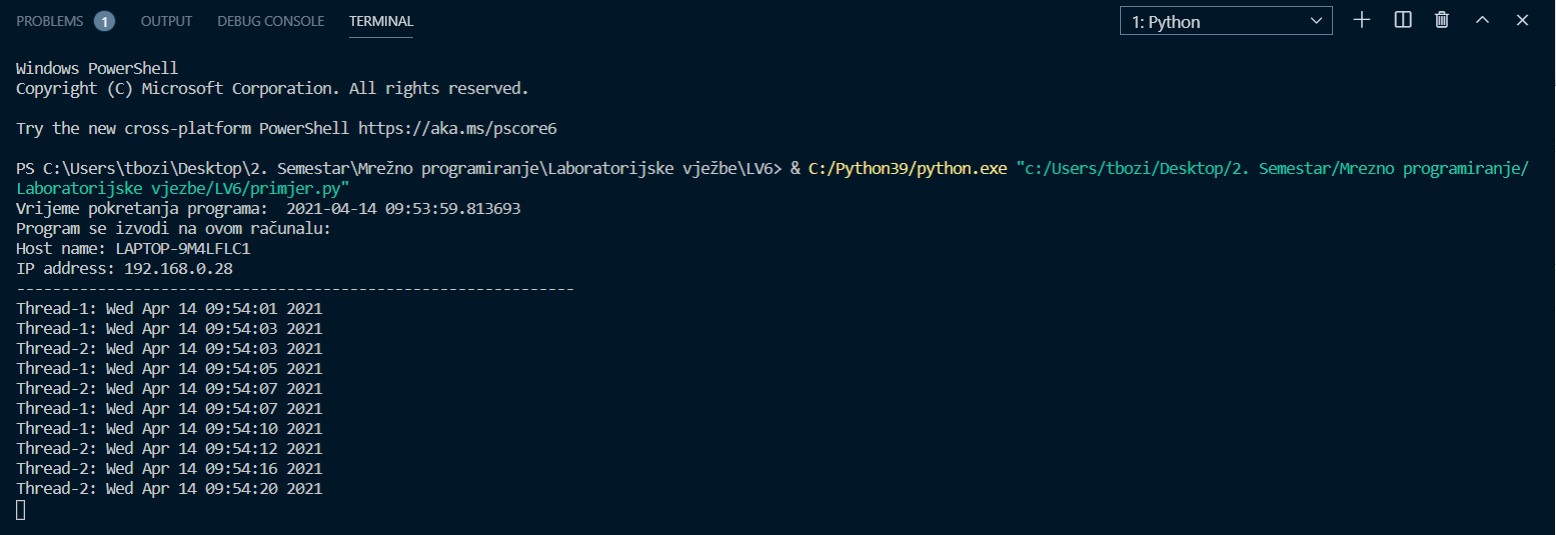 PROBLEMS 1 OUTPUT DEBUG CONSOLE TERMINAL 1: Python
Windows PowerShell
Copyright (C) Microsoft Corporation. All rights reserved.
Try the new cross-platform PowerShell https://aka.ms/pscore6
PS C:\Users\tbozi\Desktop\2. Semestar\Mrežno programiranje\Laboratorijske vježbe\LV6> & C:/Python39/python.exe "c:/Users/tbozi/Desktop/2. Semestar/Mrezno programiranje/
Laboratorijske vjezbe/LV6/primjer.py"
Vrijeme pokretanja programa:  2021-04-14 09:53:59.813693
Program se izvodi na ovom računalu:
Host name: LAPTOP-9M4LFLC1
IP address: 192.168.0.28
--------------------------------------------------------------
Thread-1: Wed Apr 14 09:54:01 2021
Thread-1: Wed Apr 14 09:54:03 2021
Thread-2: Wed Apr 14 09:54:03 2021
Thread-1: Wed Apr 14 09:54:05 2021
Thread-2: Wed Apr 14 09:54:07 2021
Thread-1: Wed Apr 14 09:54:07 2021
Thread-1: Wed Apr 14 09:54:10 2021
Thread-2: Wed Apr 14 09:54:12 2021
Thread-2: Wed Apr 14 09:54:16 2021
Thread-2: Wed Apr 14 09:54:20 2021